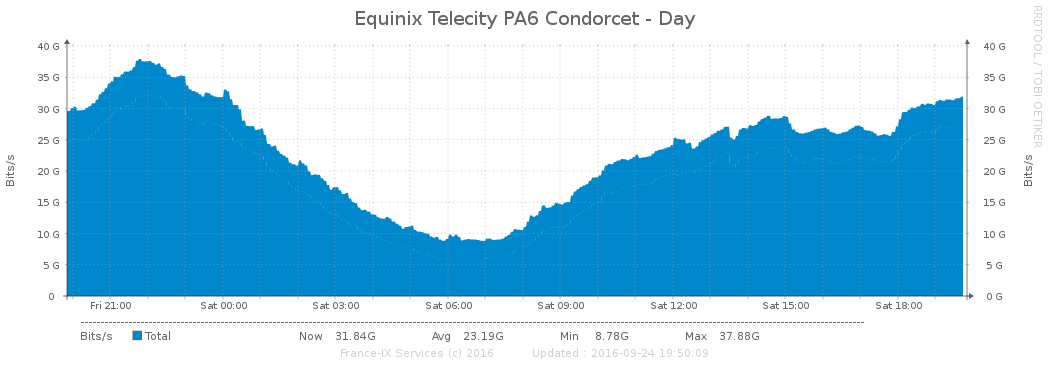 Equinix Telecity PA6 Condorcet - Day
RRDTOOL / TOBI OETIKER
Bits/s
40 G 40 G
35 G 35 G
30 G 30 G
25 G 25 G
20 G 20 G
15 G 15 G
10 G 10 G
5 G 5 G
0 0 G
Bits/s
Fri 21:00 Sat 00:00 Sat 03:00 Sat 06:00 Sat 09:00 Sat 12:00 Sat 15:00 Sat 18:00
Bits/s Total Now 31.84G Avg 23.19G Min 8.78G Max 37.88G
France-IX Services (c) 2016 Updated : 2016-09-24 19:50:09